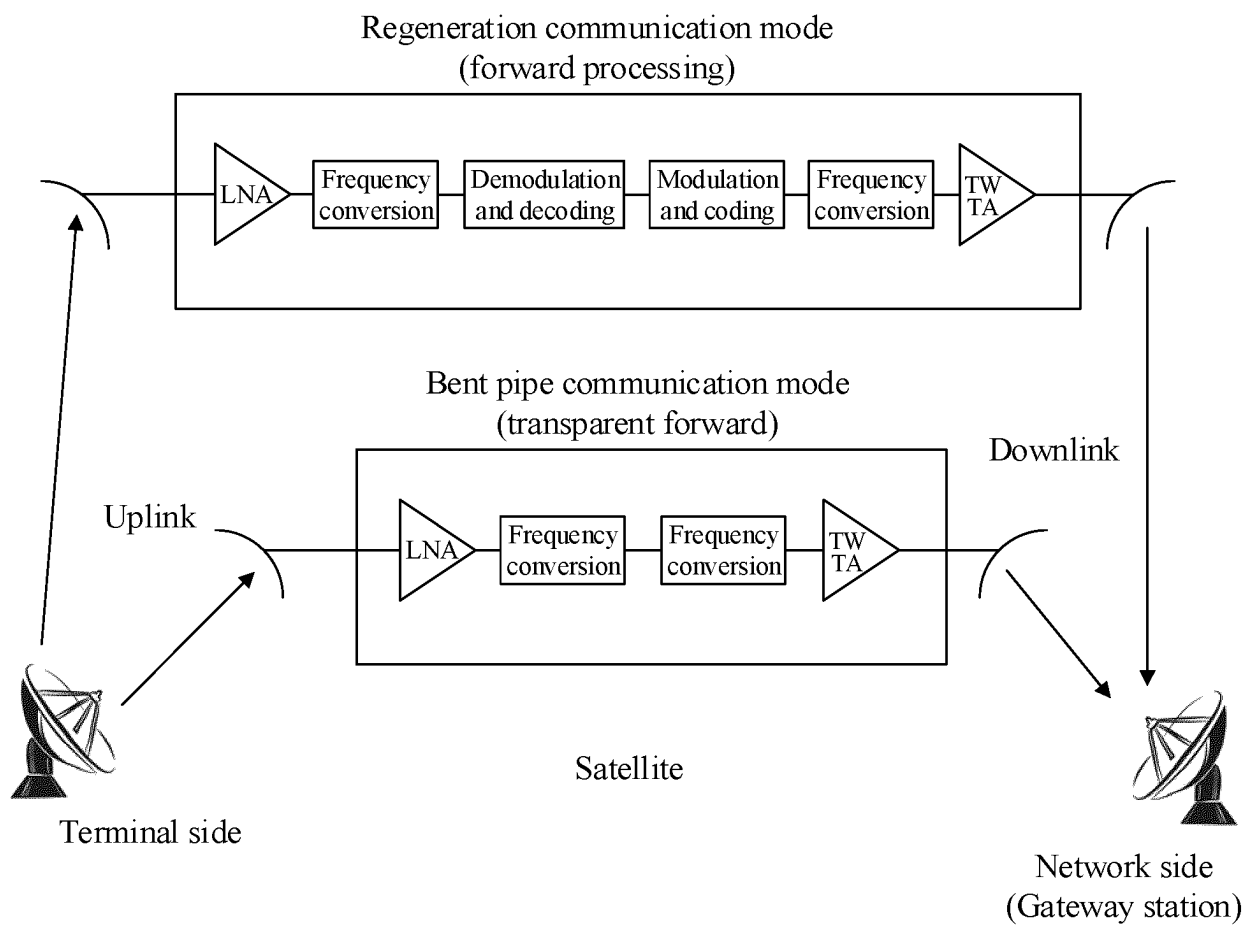 Regeneration communication mode
(forward processing)
LNA
Frequency
conversion
Demodulation
and decoding
Modulation
and coding
Frequency
conversion
TW
TA
Bent pipe communication mode
(transparent forward)
Downlink
Uplink
LNA
Frequency
conversion
Frequency
conversion
TW
TA
Satellite
Terminal side
Network side
(Gateway station)